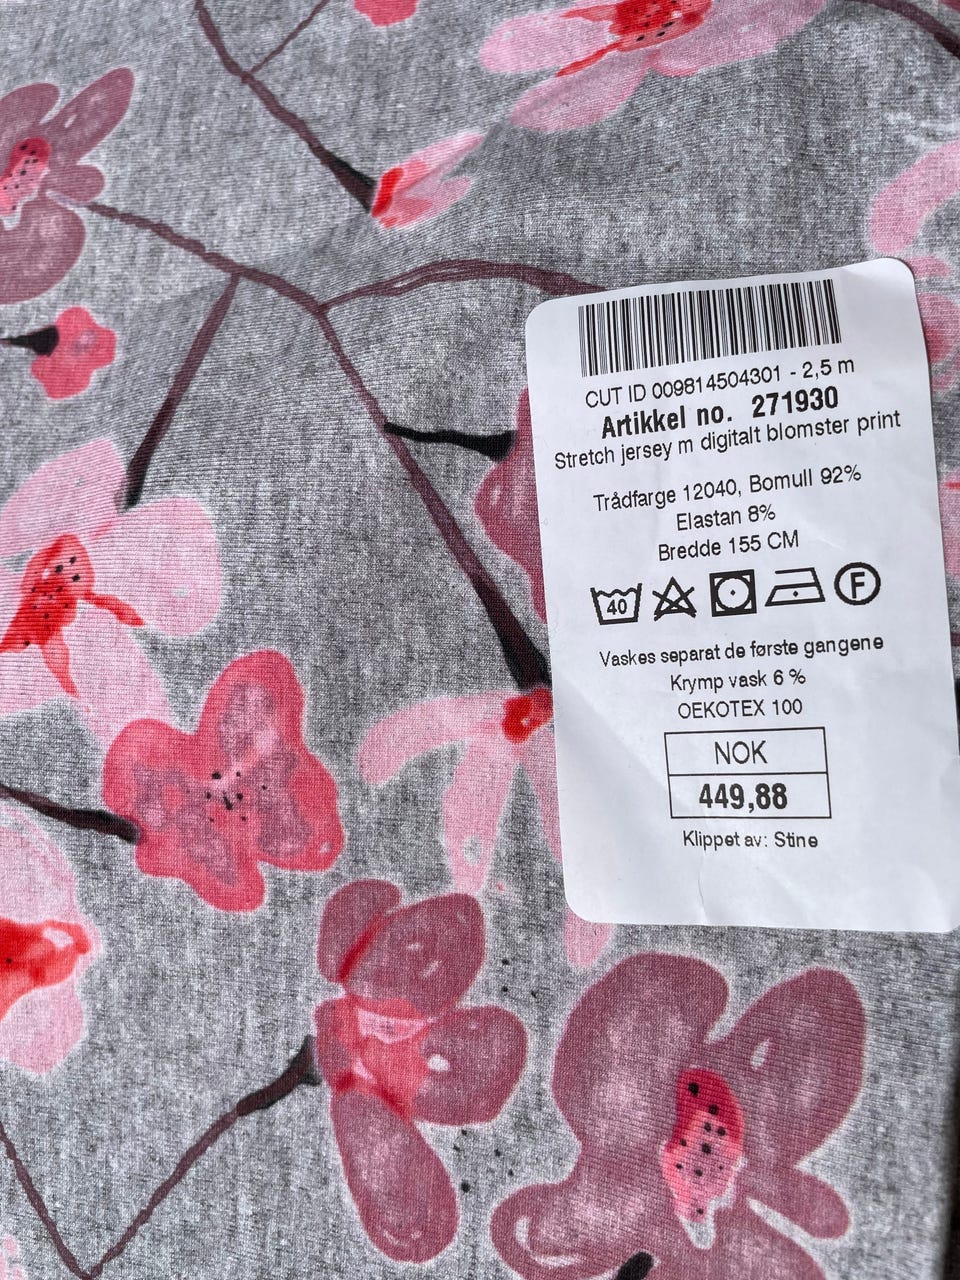 CUT ID 009814504301 - 2,5 m
Artikkel no. 271930
Stretch jersey m digitalt blomster print
Trådfarge 12040, Bomull 92%
Elastan 8%
Bredde 155 CM
40 F
Vaskes separat de første gangene
Krymp vask 6 %
OEKOTEX 100
NOK
449,88
Klippet av: Stine